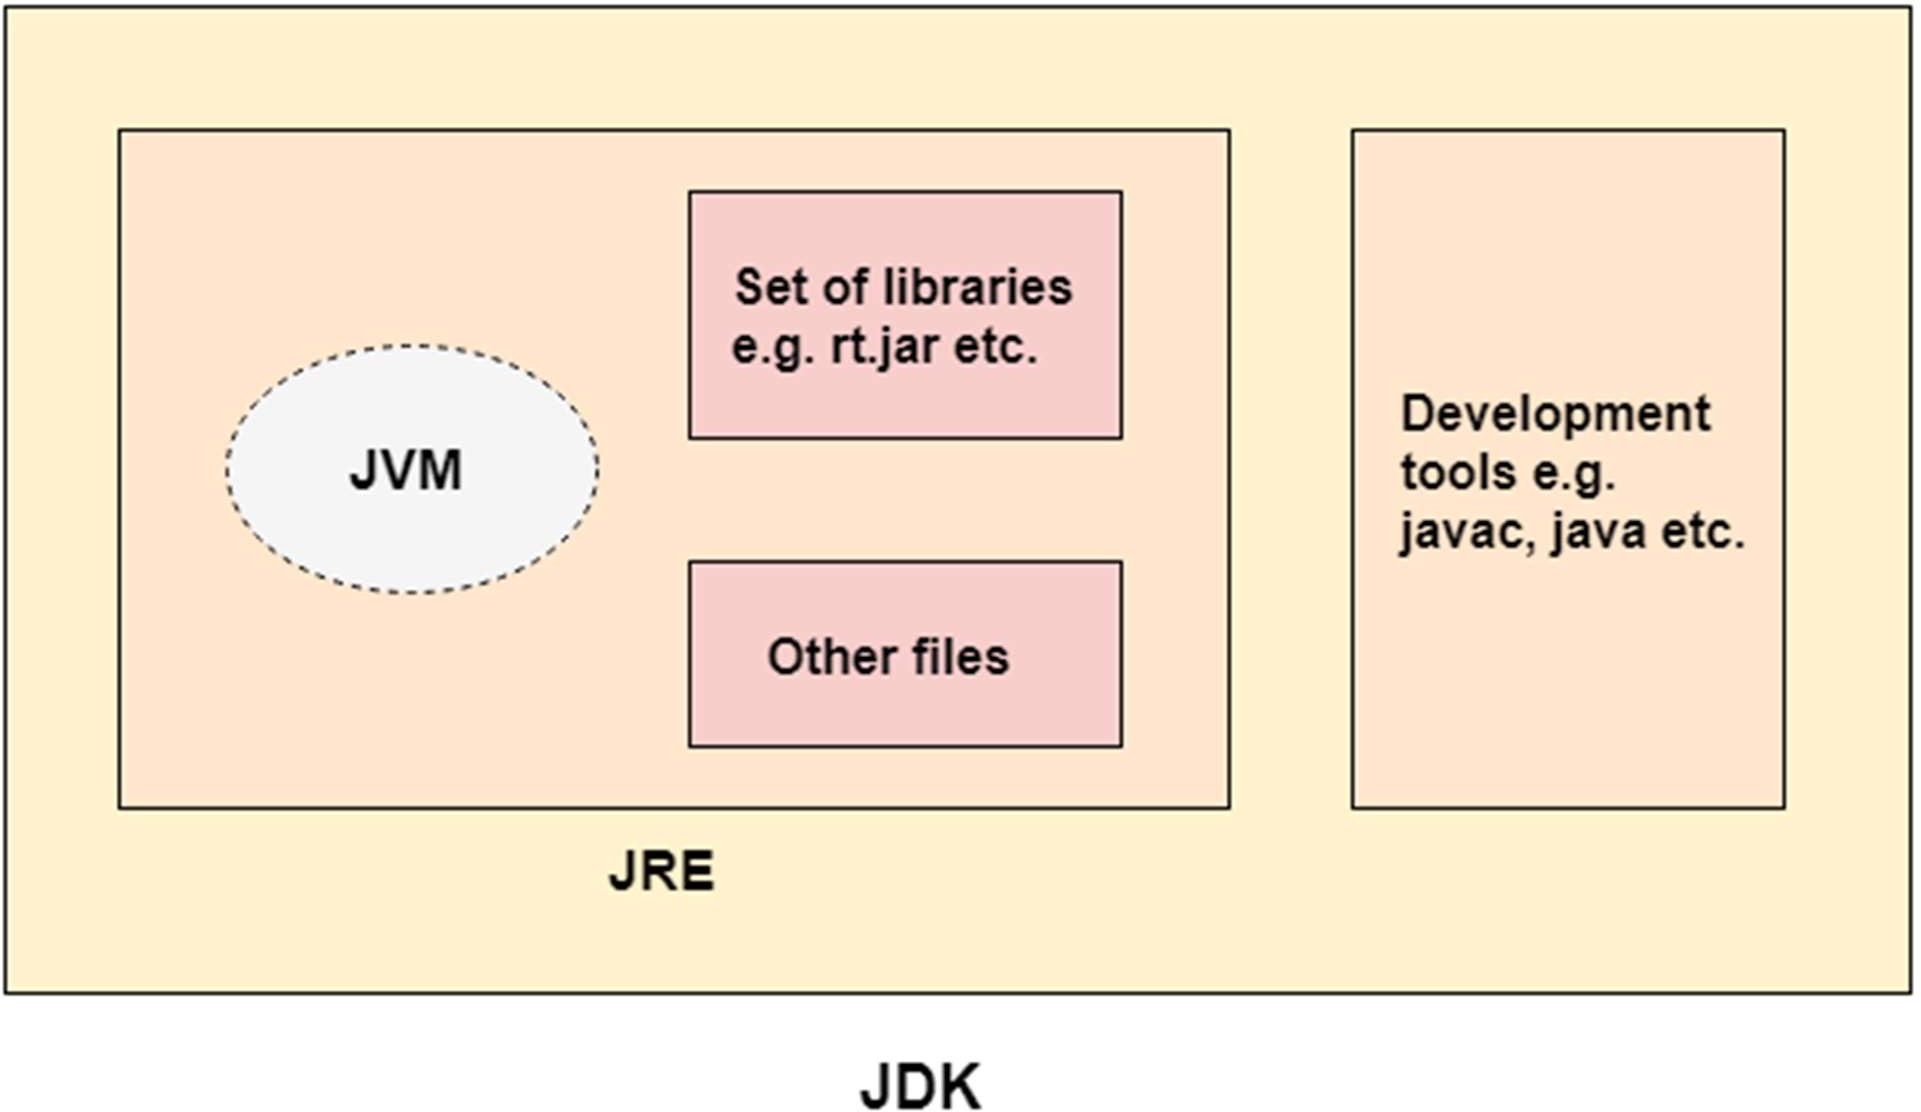 Set of libraries
e.g. rt.jar etc.
JVM
Development
tools e.g.
javac, java etc.
Other files
JRE
JDK